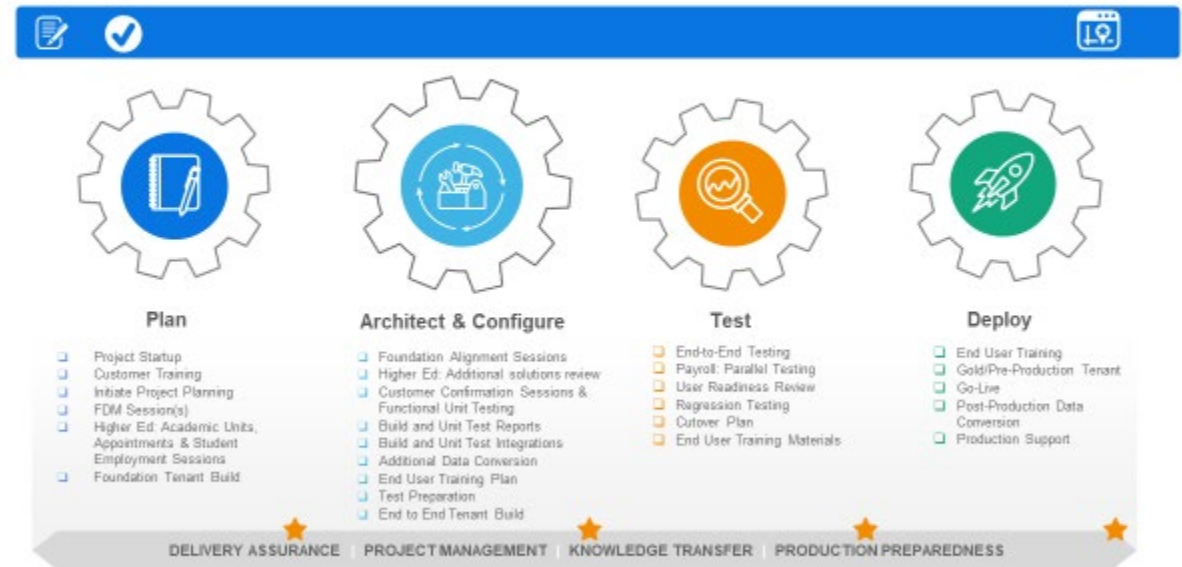 Plan
Project Startup
Customer Training
Initiate Project Planning
FDM Session(s)
Higher Ed: Academic Units,
Appointments & Student
Employment Sessions
Foundation Tenant Build
Architect & Configure
Foundation Alignment Sessions
Higher Ed: Additional solutions review
Customer Confirmation Sessions &
Functional Unit Testing
Build and Unit Test Reports
Build and Unit Test Integrations
Additional Data Conversion
End User Training Plan
Test Preparation
End to End Tenant Build
Test
End-to-End Testing
Payroll: Parallel Testing
User Readiness Review
Regression Testing
Cutover Plan
End User Training Materials
Deploy
End User Training
Gold/Pre-Production Tenant
Go-Live
Post-Production Data
Conversion
Production Support
DELIVERY ASSURANCE | PROJECT MANAGEMENT | KNOWLEDGE TRANSFER | PRODUCTION PREPAREDNESS